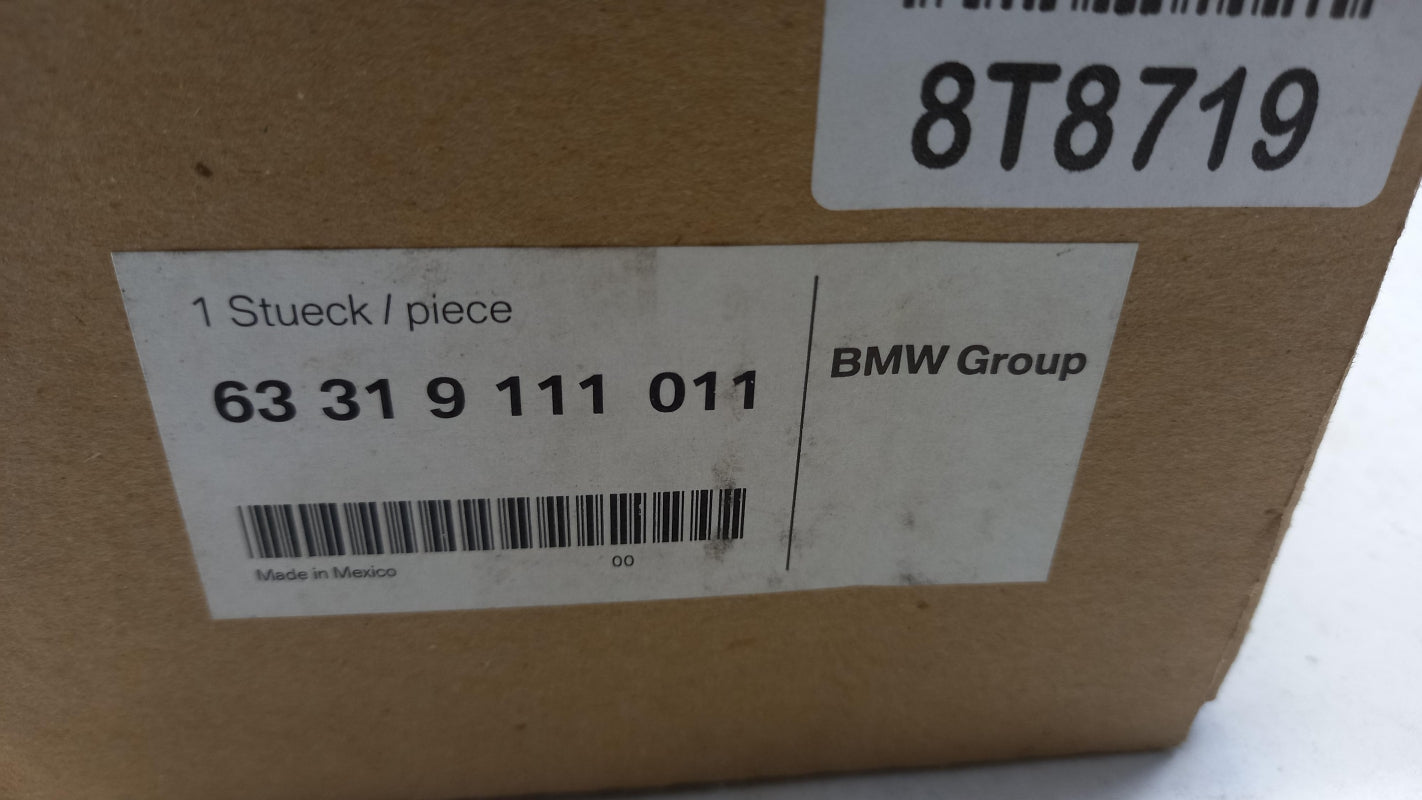 8T8719
1 Stueck / piece
63 31 9 111 011
BMW Group
Made in Mexico
00